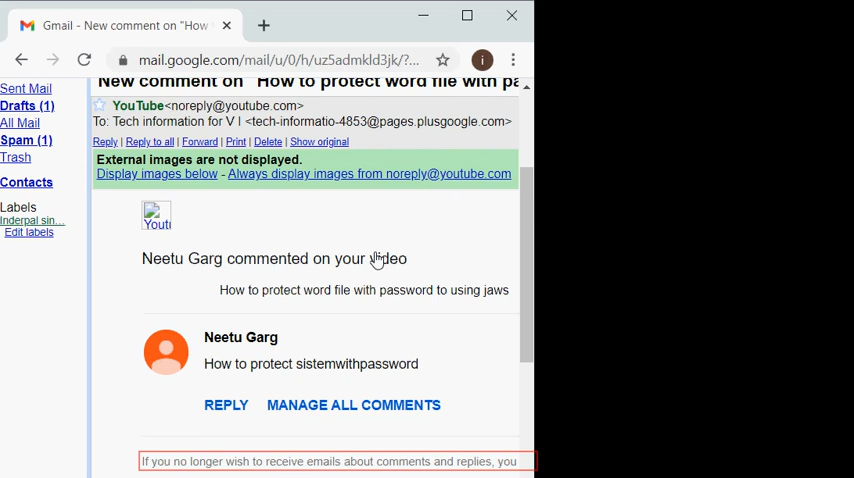 Gmail - New comment on "How t
mail.google.com/mail/u/0/h/uz5admkld3jk/?...
i
Sent Mail
Drafts (1)
All Mail
Spam (1)
Trash
Contacts
Labels
Inderpal sin...
Edit labels
New comment on "How to protect word file with pa
YouTube<noreply@youtube.com>
To: Tech information for V I <tech-informatio-4853@pages.plusgoogle.com>
Reply | Reply to all | Forward | Print | Delete | Show original
External images are not displayed.
Display images below - Always display images from noreply@youtube.com
Yout
Neetu Garg commented on your video
How to protect word file with password to using jaws
Neetu Garg
How to protect sistemwithpassword
REPLY MANAGE ALL COMMENTS
If you no longer wish to receive emails about comments and replies, you